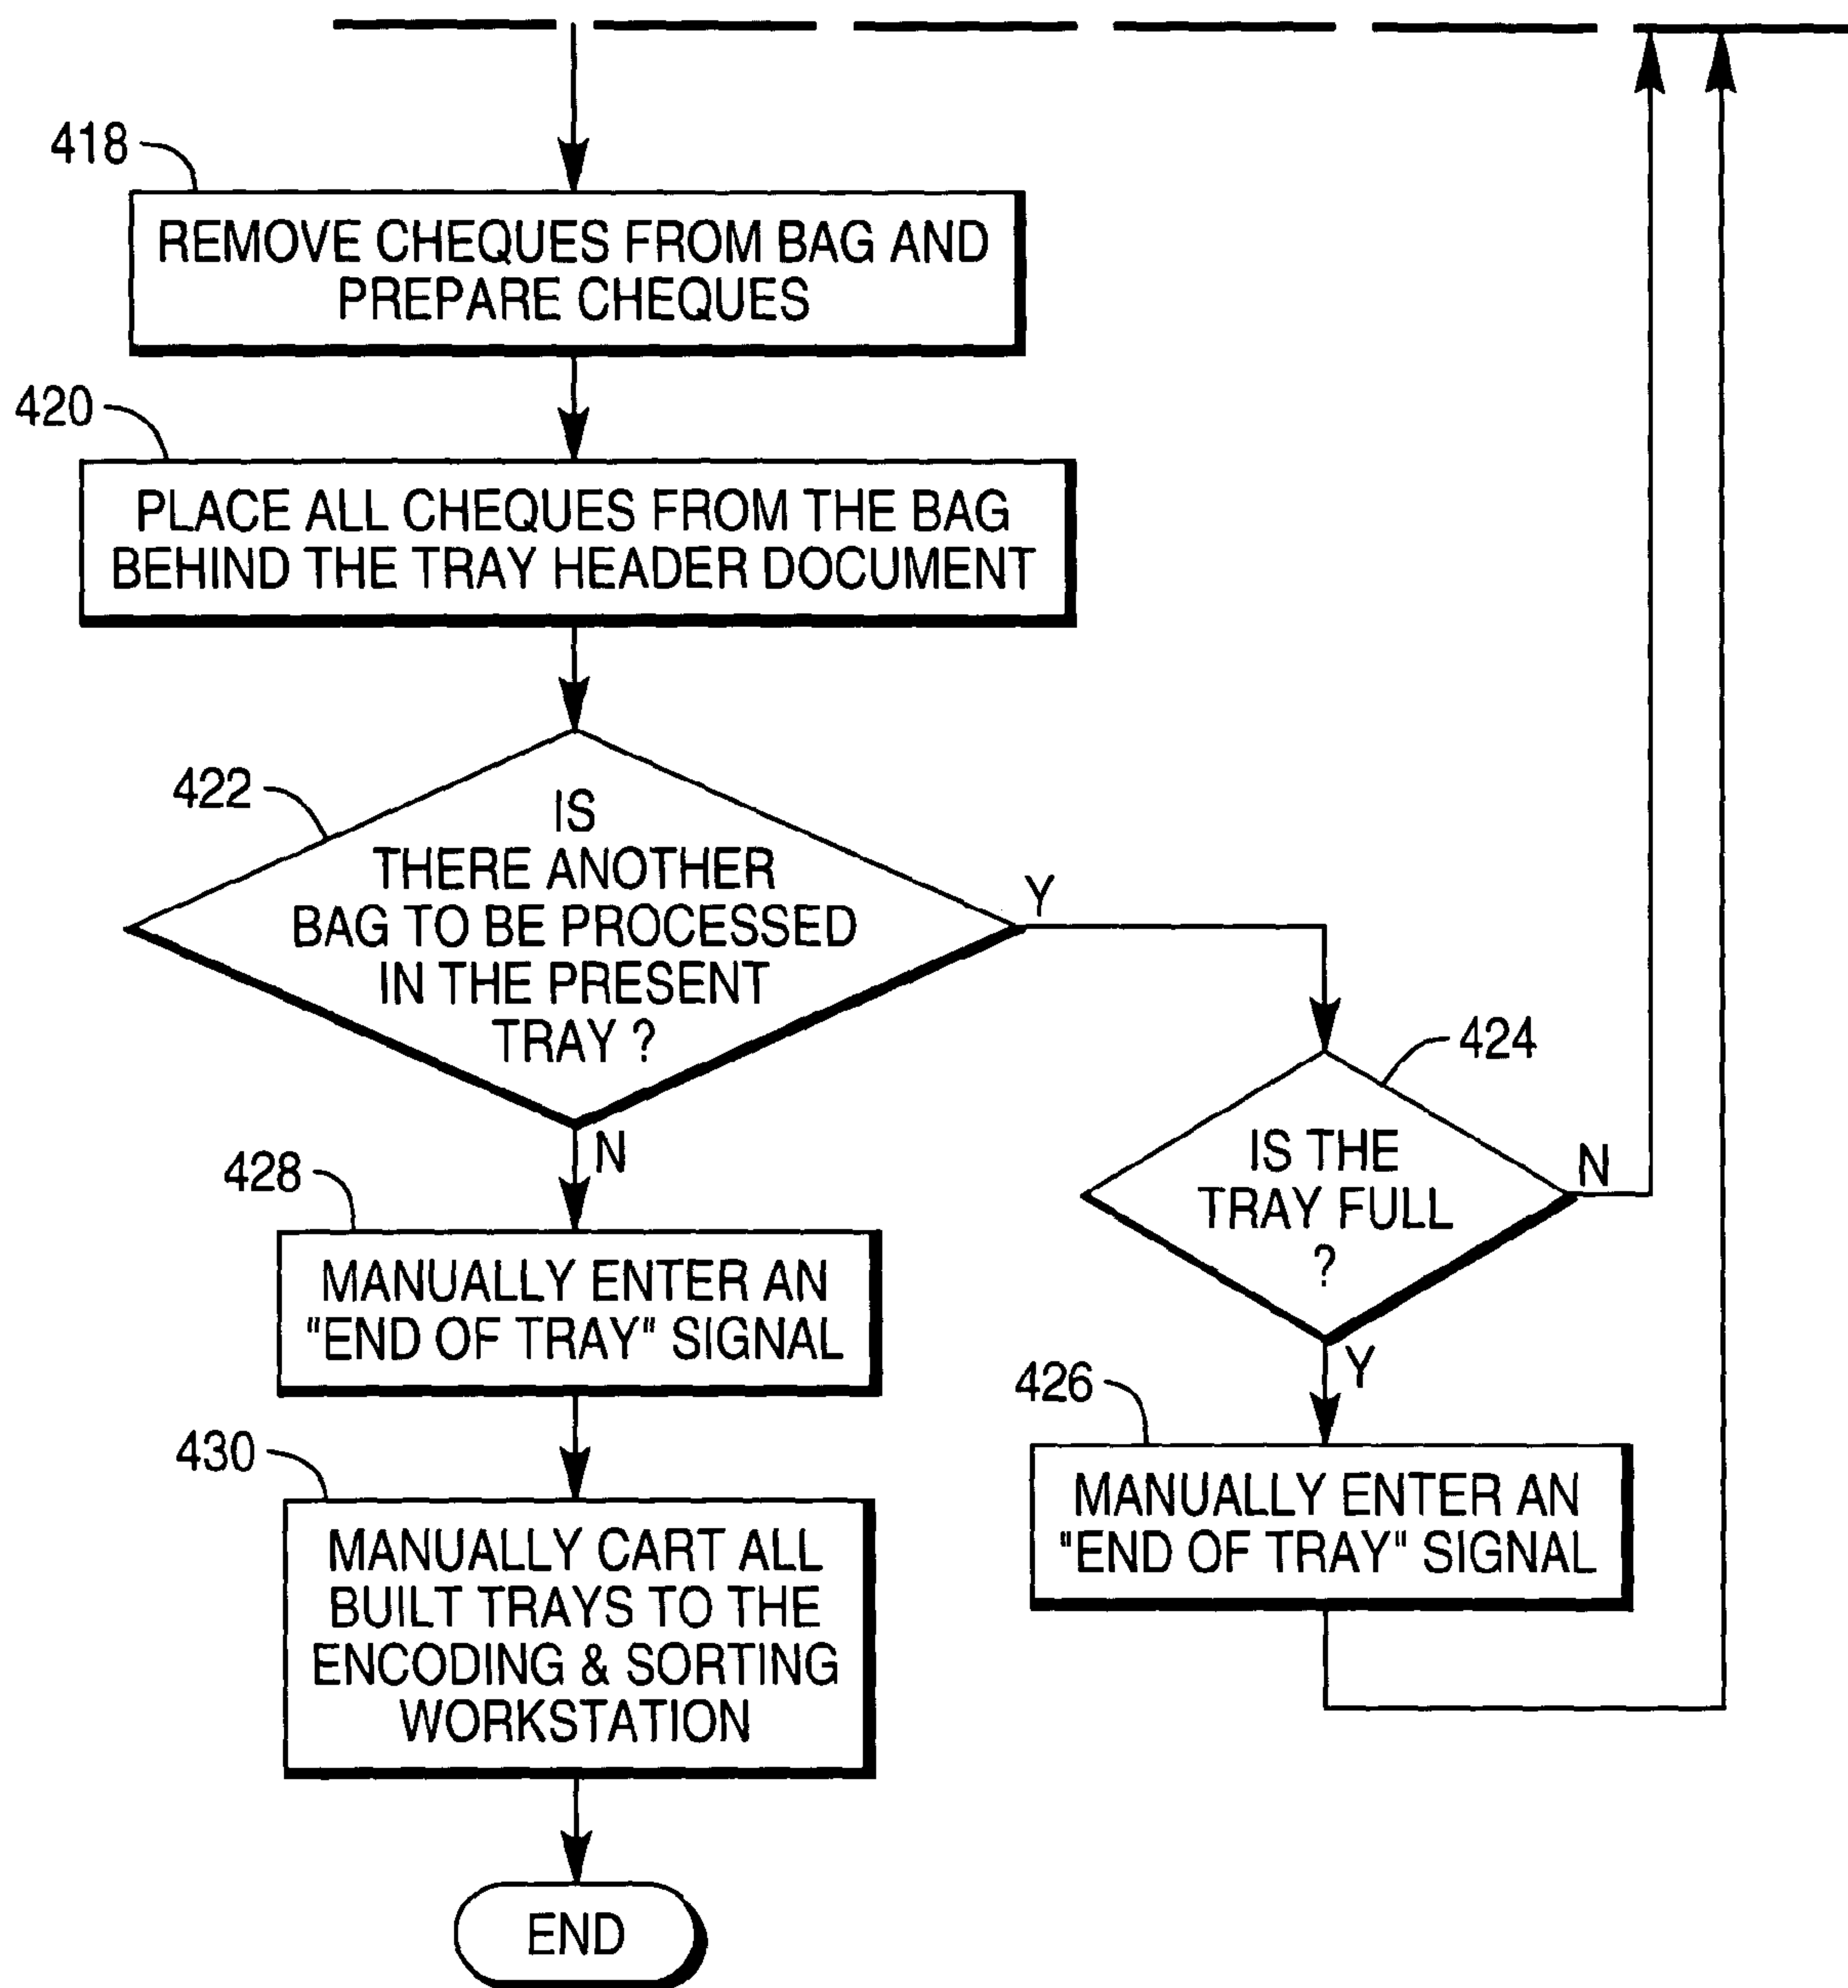 418
REMOVE CHEQUES FROM BAG AND
PREPARE CHEQUES
420
PLACE ALL CHEQUES FROM THE BAG
BEHIND THE TRAY HEADER DOCUMENT
422
IS
THERE ANOTHER
BAG TO BE PROCESSED
IN THE PRESENT
TRAY ?
Y
N
424
IS THE
TRAY FULL
?
N
Y
428
MANUALLY ENTER AN
"END OF TRAY" SIGNAL
426
MANUALLY ENTER AN
"END OF TRAY" SIGNAL
430
MANUALLY CART ALL
BUILT TRAYS TO THE
ENCODING & SORTING
WORKSTATION
END